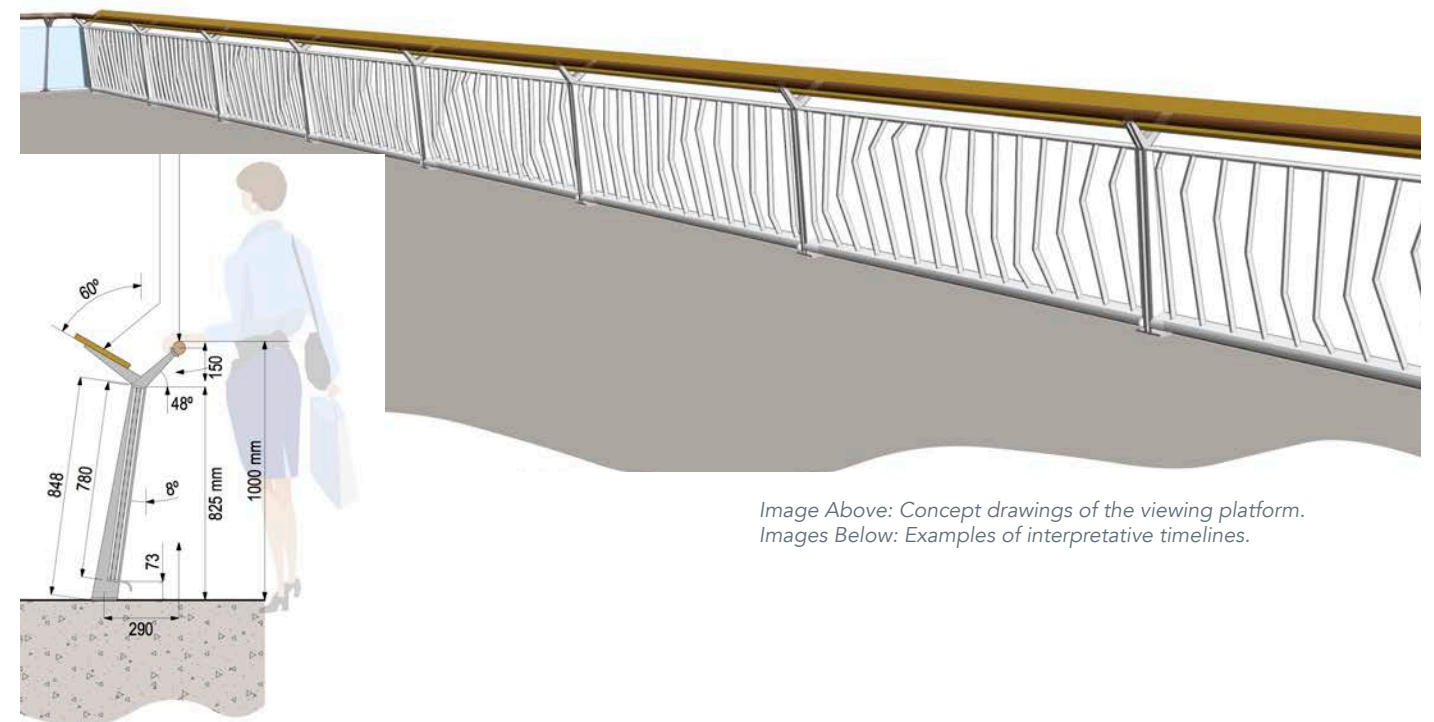 60º
150
48º
848
780
8º
825 mm
1000 mm
73
290
Image Above: Concept drawings of the viewing platform.
Images Below: Examples of interpretative timelines.